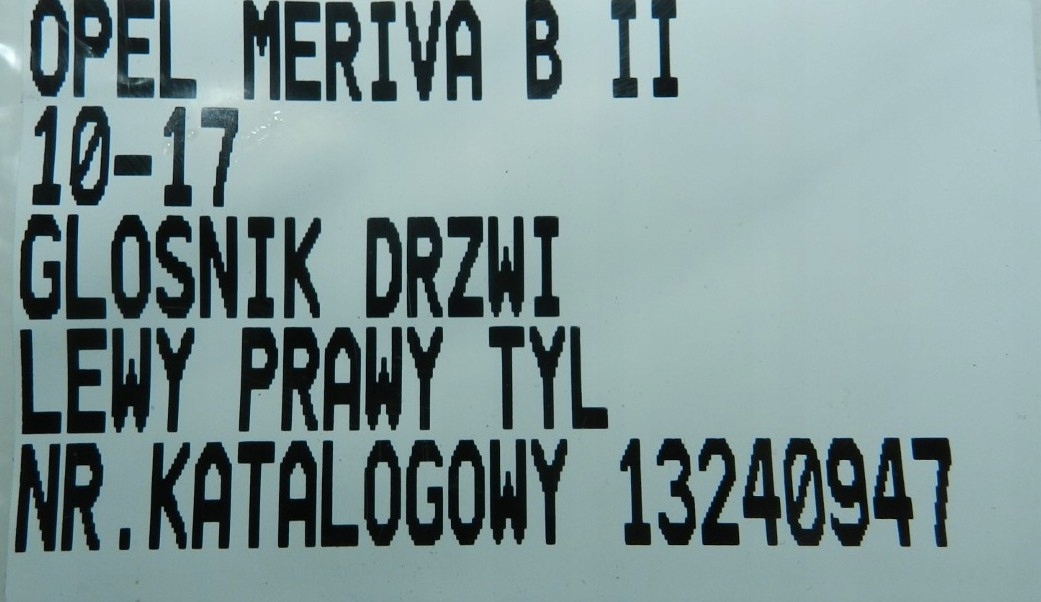 OPEL MERIVA B II
10-17
GLOSNIK DRZWI
LEWY PRAWY TYL
NR.KATALOGOWY 13240947